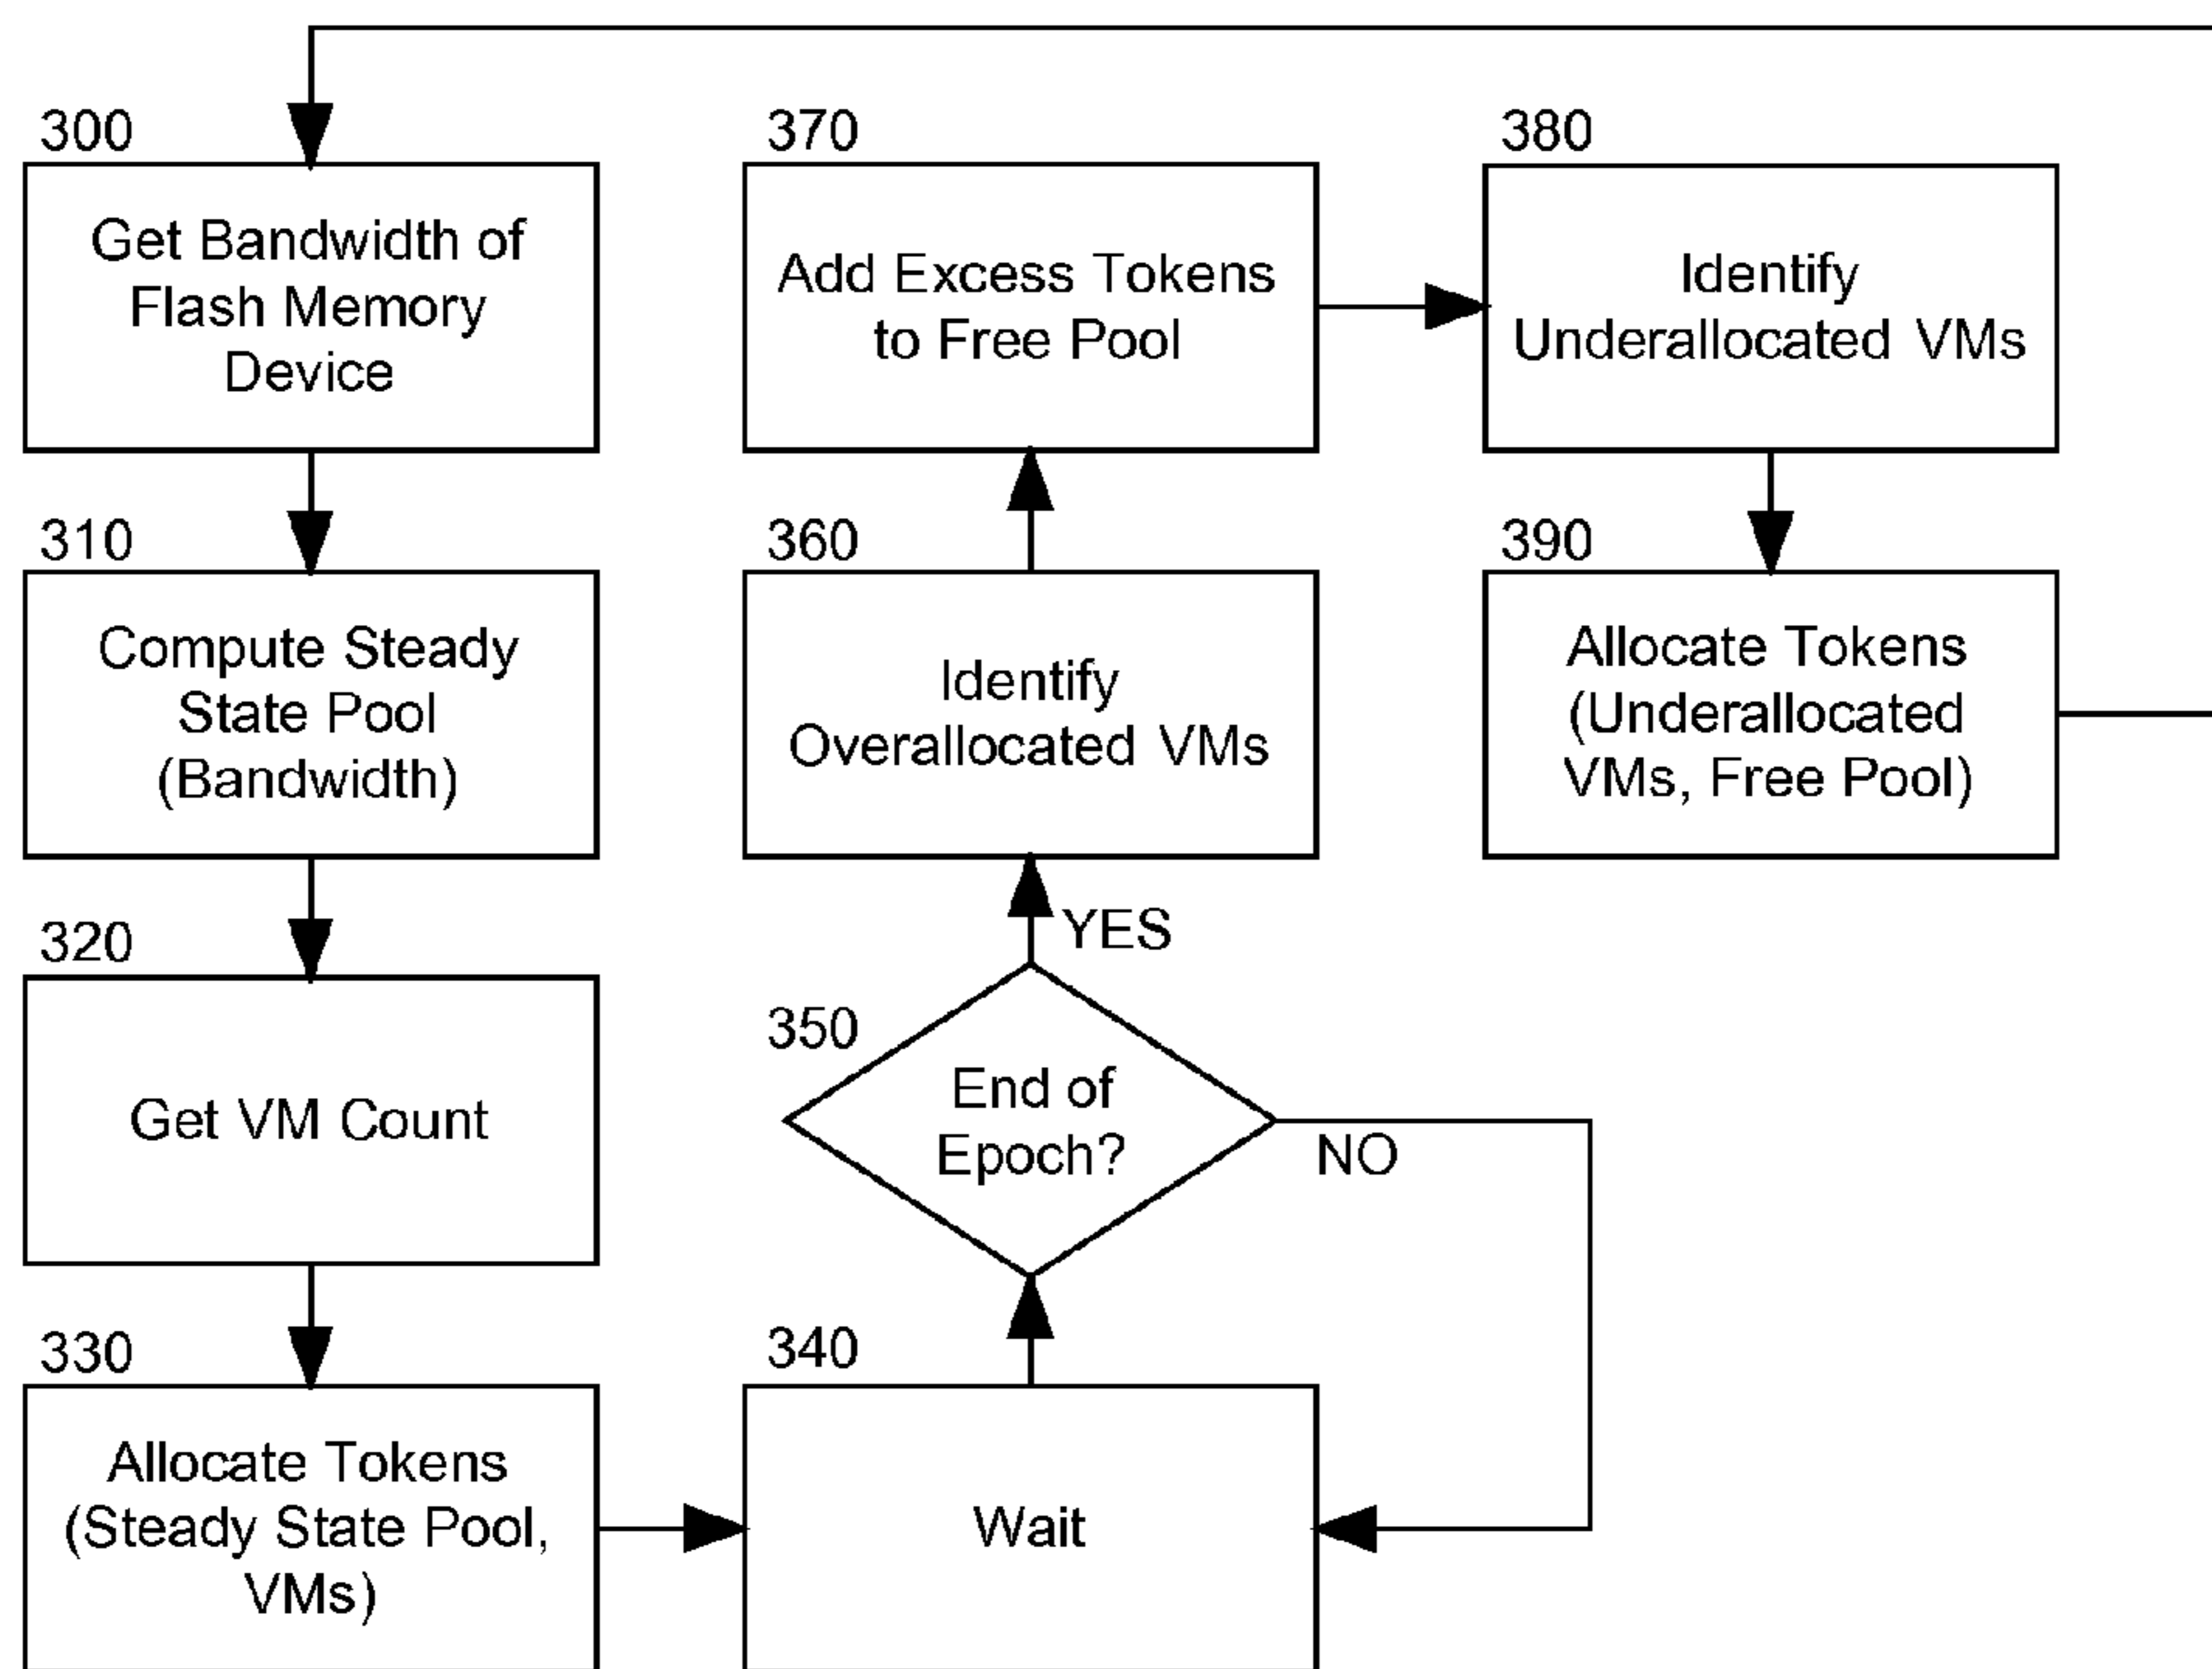 300
Get Bandwidth of
Flash Memory
Device
310
Compute Steady
State Pool
(Bandwidth)
320
Get VM Count
330
Allocate Tokens
(Steady State Pool,
VMs)
340
Wait
350
End of
Epoch?
YES
NO
360
Identify
Overallocated VMs
370
Add Excess Tokens
to Free Pool
380
Identify
Underallocated VMs
390
Allocate Tokens
(Underallocated
VMs, Free Pool)